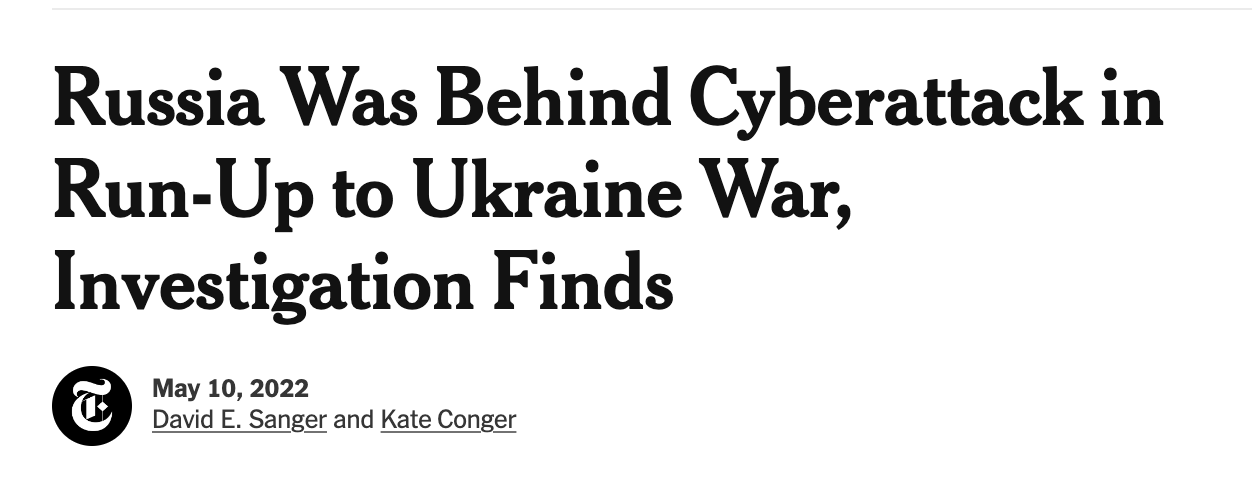 Russia Was Behind Cyberattack in
Run-Up to Ukraine War,
Investigation Finds
T
May 10, 2022
David E. Sanger and Kate Conger